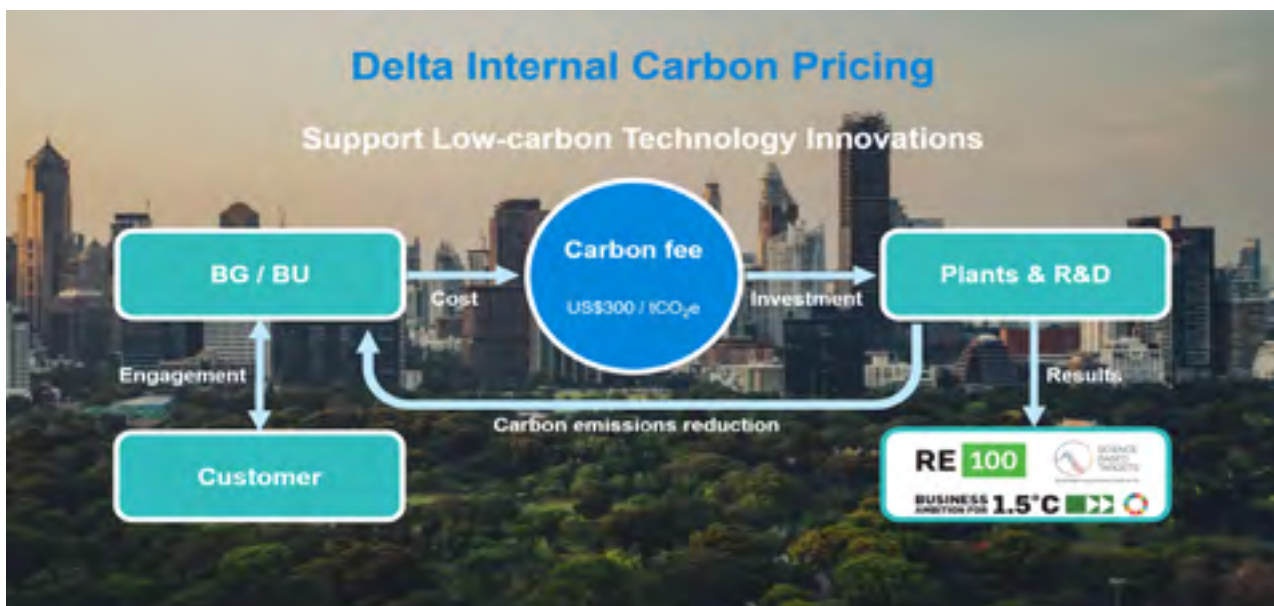 Delta Internal Carbon Pricing
Support Low-carbon Technology Innovations
BG / BU
Cost
Carbon fee
US$300 / tCO₂e
Investment
Plants & R&D
Engagement
Carbon emissions reduction
Results
Customer
RE 100
SCIENCE
BASED
TARGETS
BUSINESS
AMBITION FOR 1.5°C